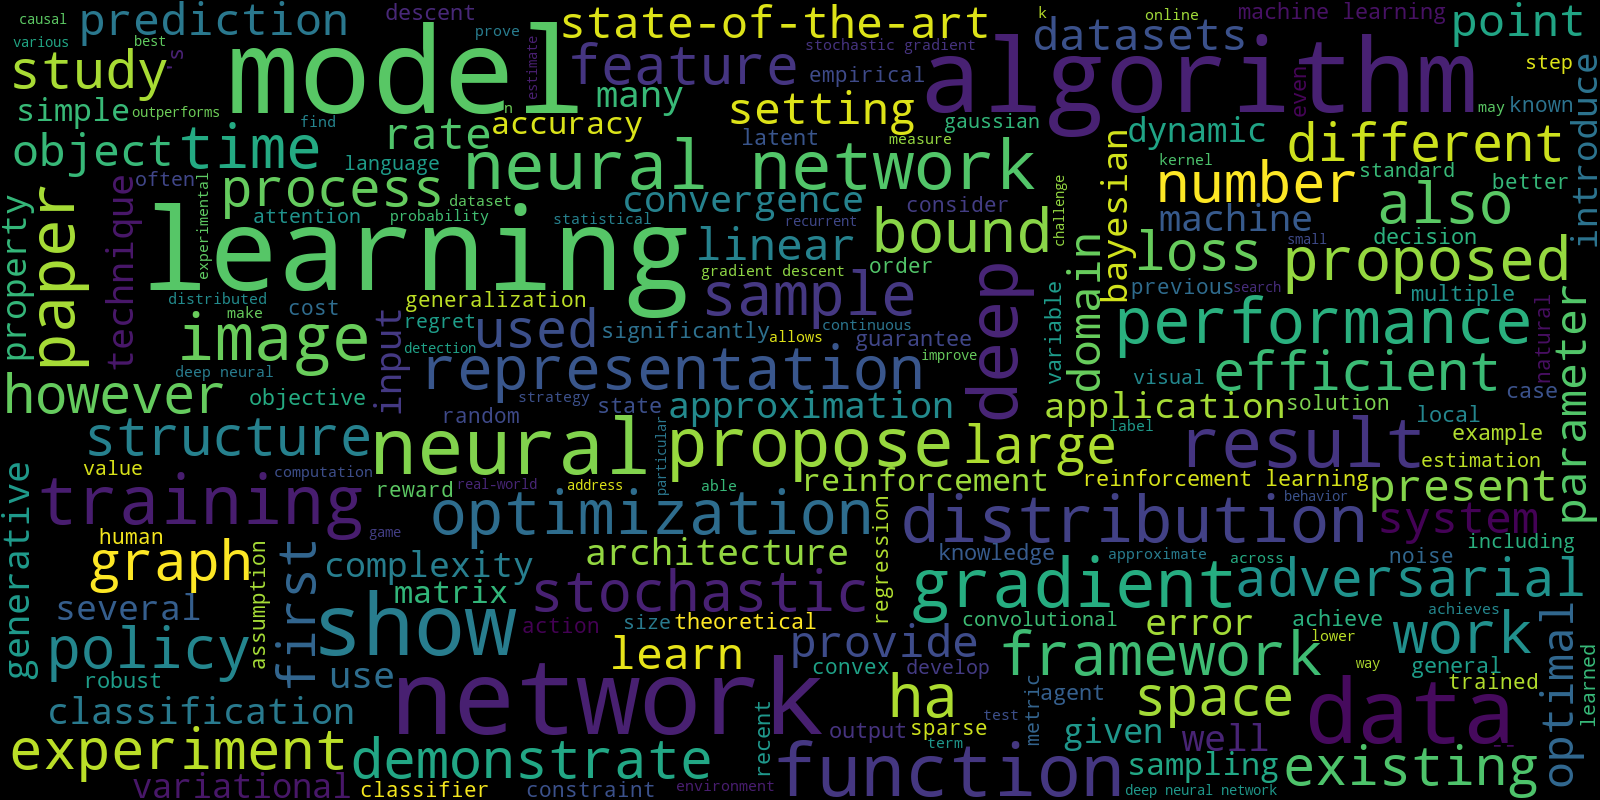 causal
prediction
descent
state-of-the-art
k
online
machine learning
point
various
best
's
prove
stochastic gradient
datasets
study
model
estimate
feature
empirical
algorithm
even
step
simple
outperforms
n
many
setting
may
known
introduce
find
accuracy
gaussian
object
time
rate
latent
measure
dynamic
different
language
neural network
kernel
standard
better
often
process
convergence
consider
challenge
bayesian
number
paper
technique
experimental
attention
dataset
probability
statistical
recurrent
bound
machine
small
also
property
learning
linear
order
decision
gradient descent
loss
proposed
distributed
cost
generalization
sample
deep
domain
previous
search
multiple
make
regret
used
significantly
continuous
variable
image
input
detection
allows
guarantee
performance
natural
parameter
deep neural
representation
improve
visual
efficient
however
objective
strategy
state
approximation
application
solution
case
random
local
structure
neural
propose
large
label
result
example
value
computation
particular
estimation
generative
training
reward
real-world
address
able
reinforcement
reinforcement learning
present
optimization
regression
distribution
behavior
system
human
game
graph
first
architecture
knowledge
approximate
across
noise
including
assumption
complexity
matrix
stochastic
gradient
adversarial
several
show
action
size
theoretical
convolutional
error
achieve
achieves
optimal
policy
learn
provide
framework
lower
work
robust
use
convex
develop
way
general
learned
classification
network
recent
ha
metric
agent
space
data
trained
output
sparse
test
experiment
demonstrate
term
given
well
--
variational
classifier
constraint
environment
function
sampling
deep neural network
existing